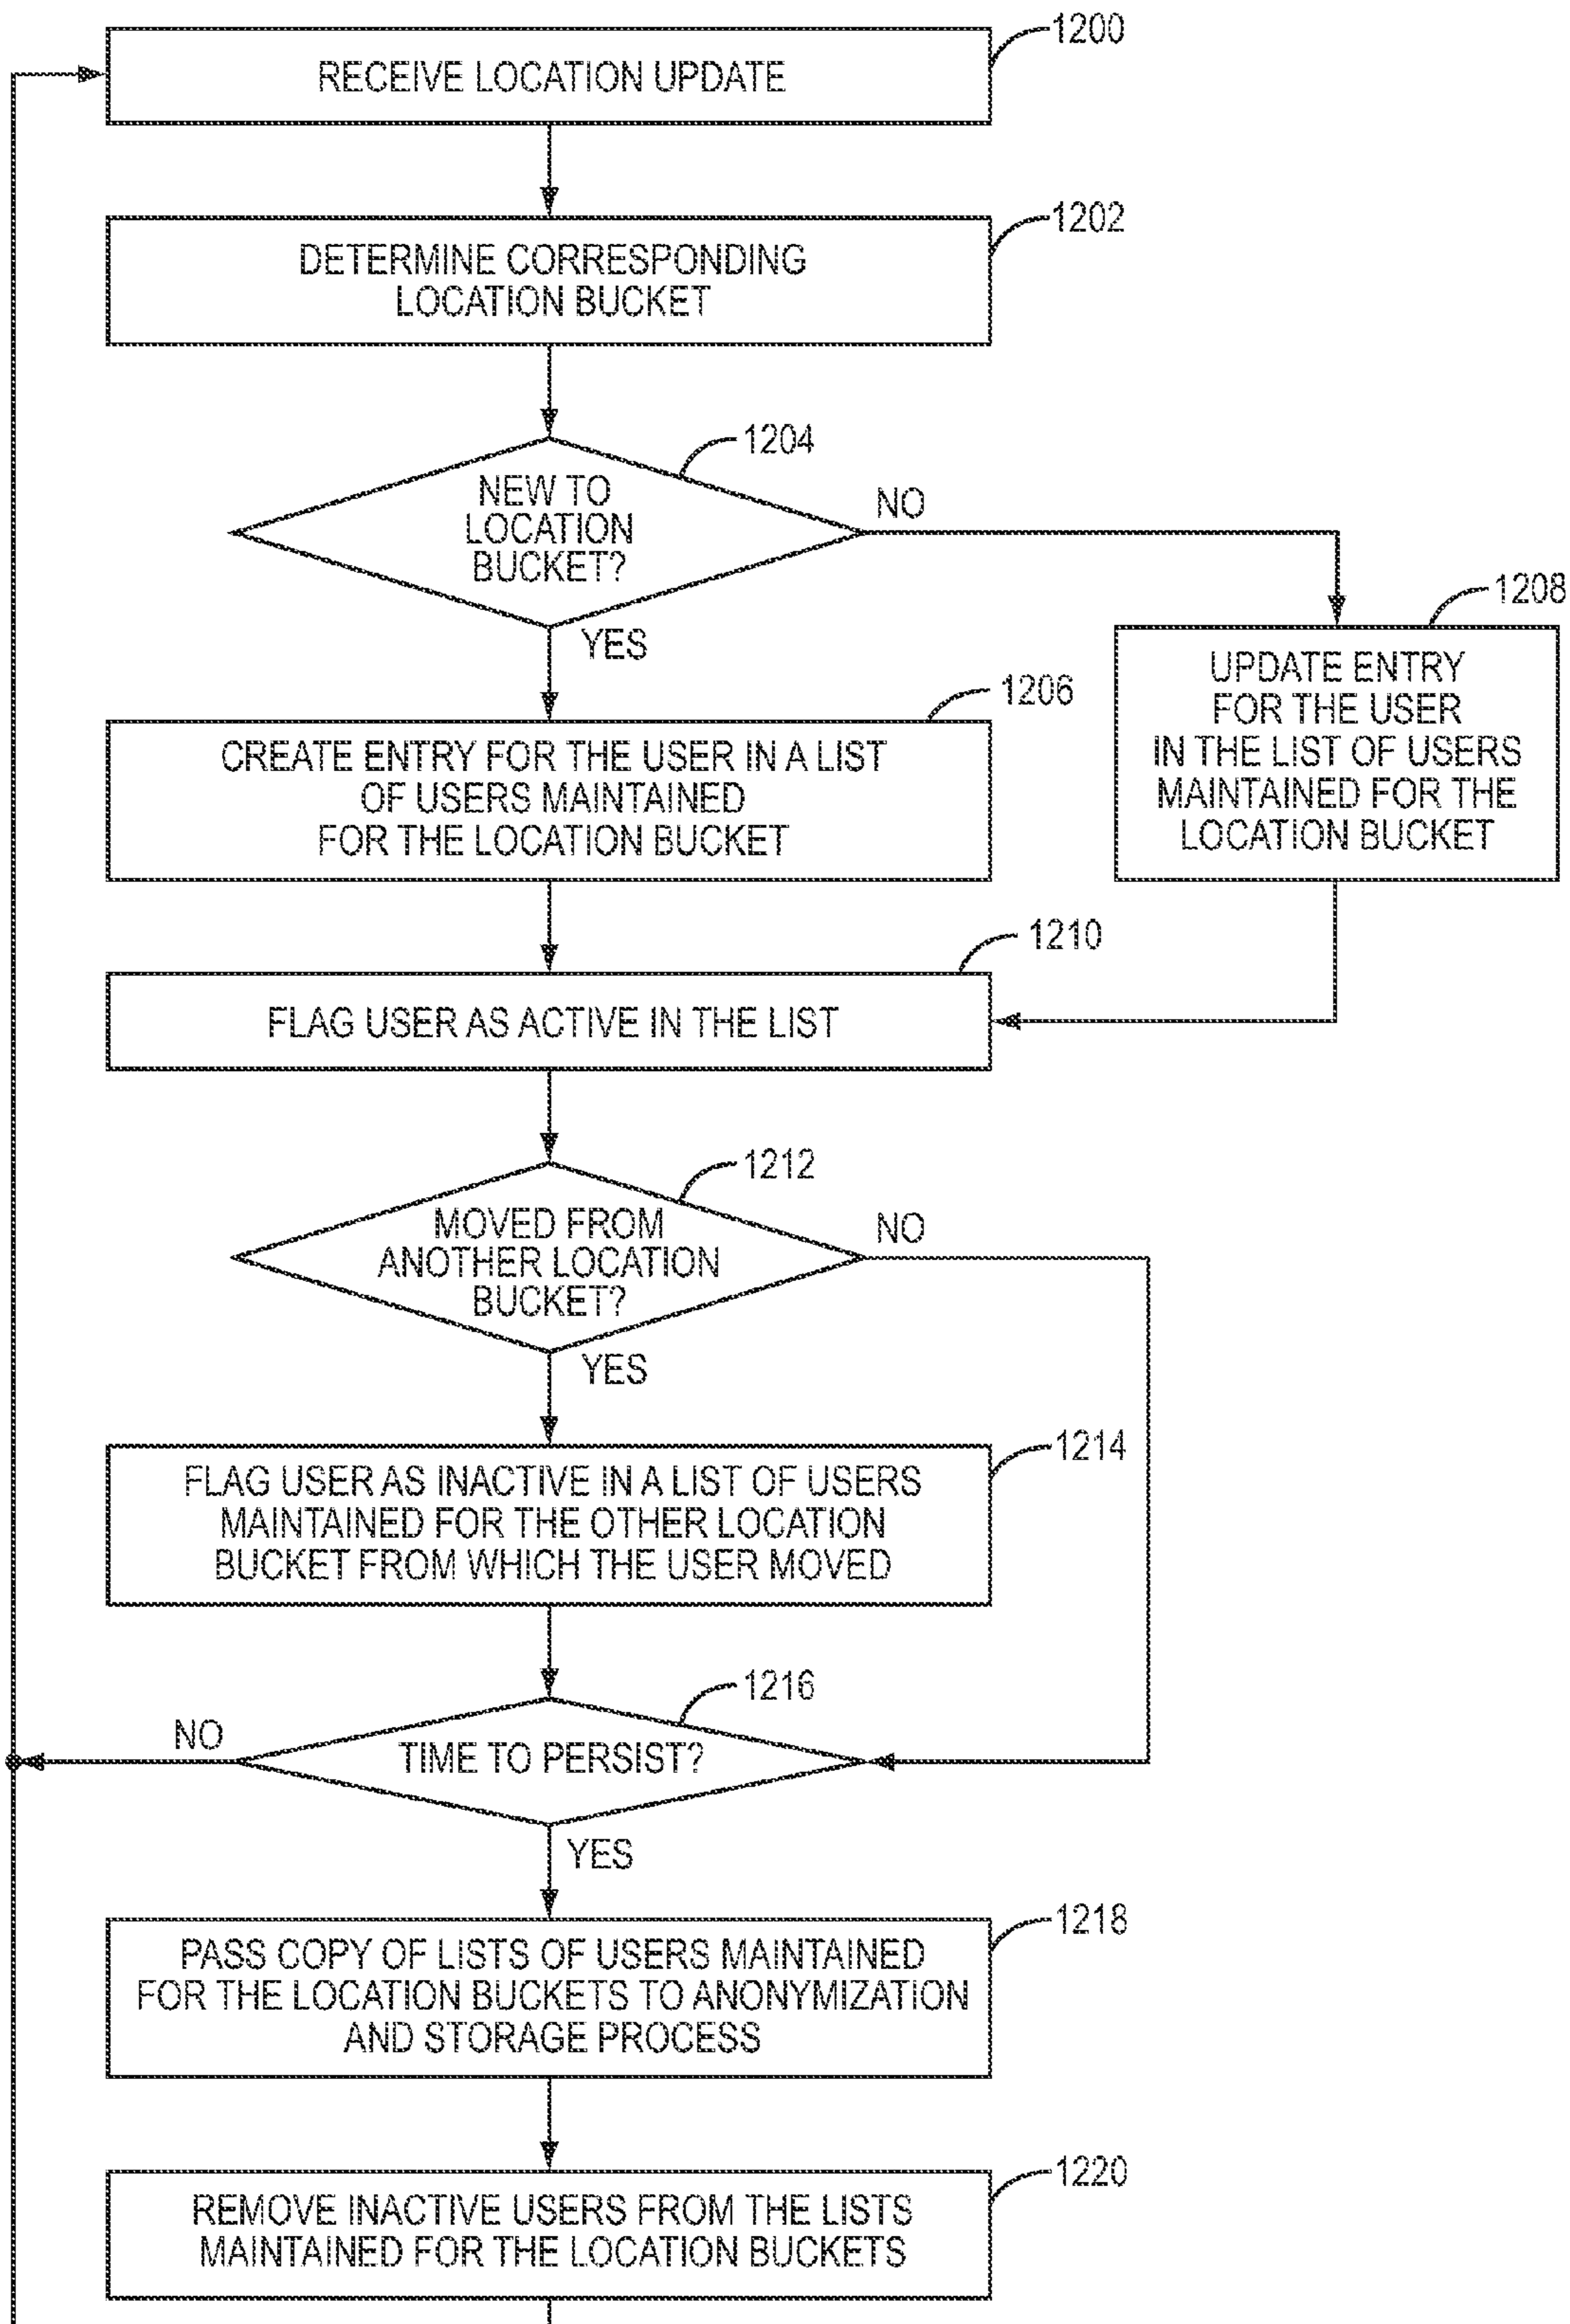 1200
RECEIVE LOCATION UPDATE
1202
DETERMINE CORRESPONDING
LOCATION BUCKET
1204
NEW TO
LOCATION
BUCKET?
NO
YES
1208
UPDATE ENTRY
FOR THE USER
IN THE LIST OF USERS
MAINTAINED FOR THE
LOCATION BUCKET
1206
CREATE ENTRY FOR THE USER IN A LIST
OF USERS MAINTAINED
FOR THE LOCATION BUCKET
1210
FLAG USER AS ACTIVE IN THE LIST
1212
MOVED FROM
ANOTHER LOCATION
BUCKET?
NO
YES
1214
FLAG USER AS INACTIVE IN A LIST OF USERS
MAINTAINED FOR THE OTHER LOCATION
BUCKET FROM WHICH THE USER MOVED
1216
TIME TO PERSIST?
NO
YES
1218
PASS COPY OF LISTS OF USERS MAINTAINED
FOR THE LOCATION BUCKETS TO ANONYMIZATION
AND STORAGE PROCESS
1220
REMOVE INACTIVE USERS FROM THE LISTS
MAINTAINED FOR THE LOCATION BUCKETS